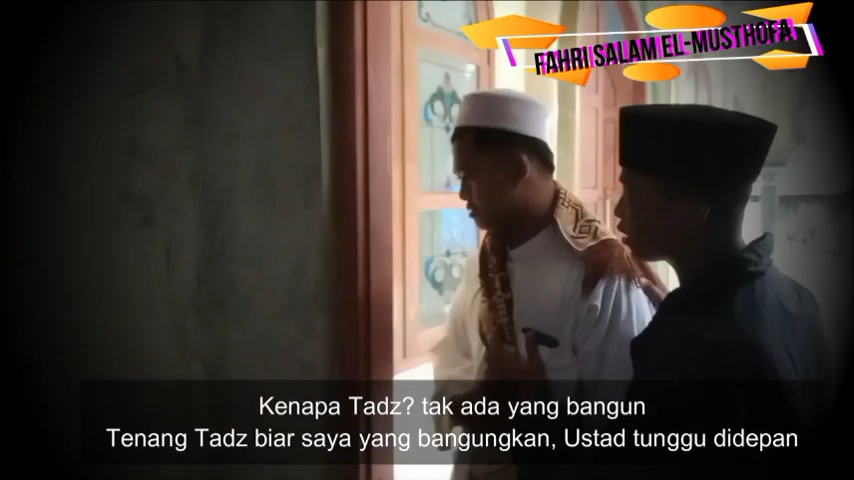 FAHRI SALAM EL-MUSTHOFA
Kenapa Tadz? tak ada yang bangun
Tenang Tadz biar saya yang bangungkan, Ustad tunggu didepan